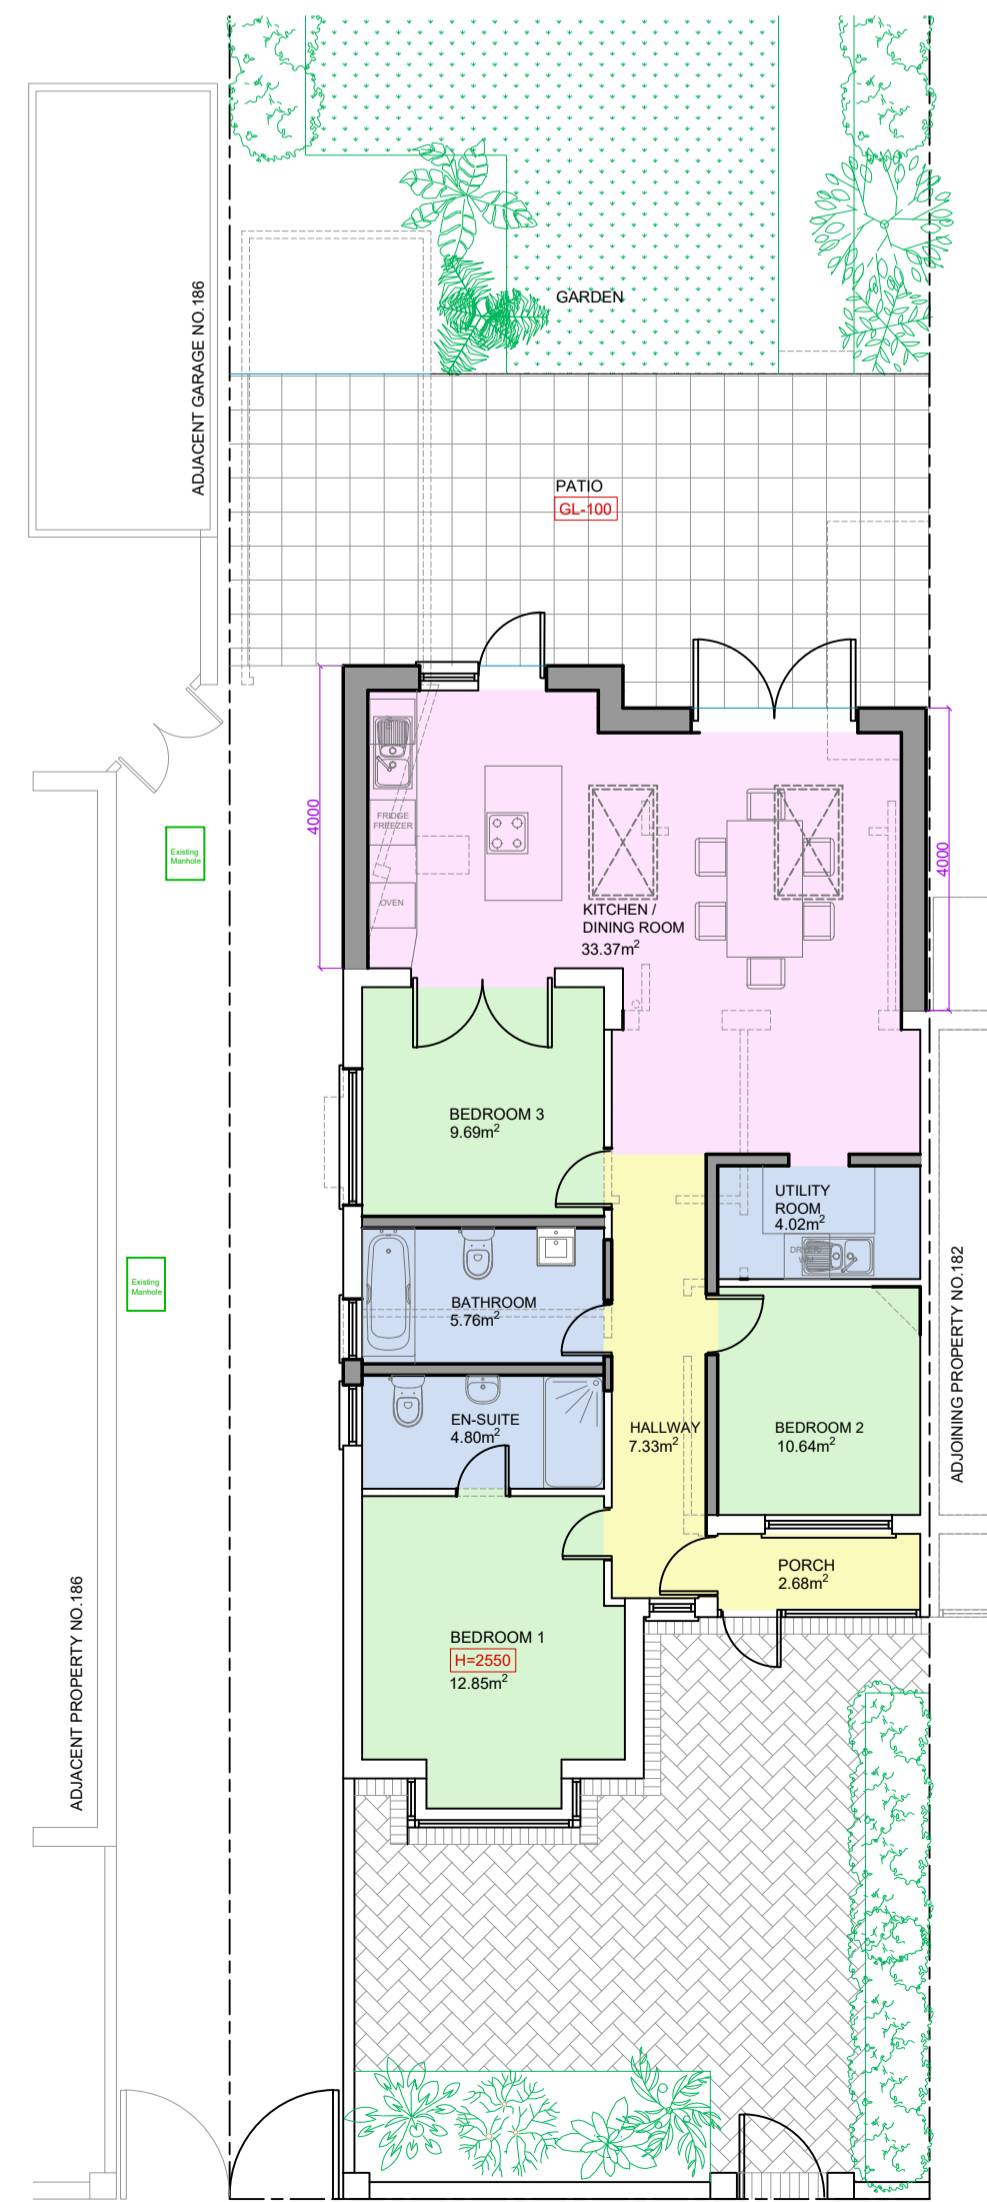 ADJACENT GARAGE NO.186
GARDEN
PATIO
GL-100
4000
4000
FRIDGE
FREEZER
OVEN
Existing
Manhole
KITCHEN /
DINING ROOM
33.37m²
BEDROOM 3
9.69m²
UTILITY
ROOM
4.02m²
Existing
Manhole
BATHROOM
5.76m²
ADJOINING PROPERTY NO.182
EN-SUITE
4.80m²
HALLWAY
7.33m²
BEDROOM 2
10.64m²
PORCH
2.68m²
ADJACENT PROPERTY NO.186
BEDROOM 1
H=2550
12.85m²